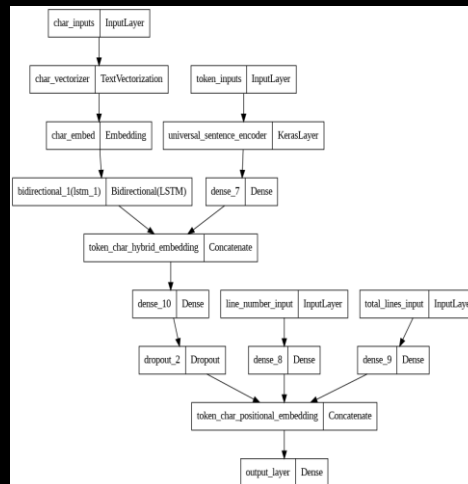 char_inputs InputLayer
char_vectorizer TextVectorization token_inputs InputLayer
char_embed Embedding universal_sentence_encoder KerasLayer
bidirectional_1(lstm_1) Bidirectional(LSTM) dense_7 Dense
token_char_hybrid_embedding Concatenate
dense_10 Dense line_number_input InputLayer total_lines_input InputLaye
dropout_2 Dropout dense_8 Dense dense_9 Dense
token_char_positional_embedding Concatenate
output_layer Dense